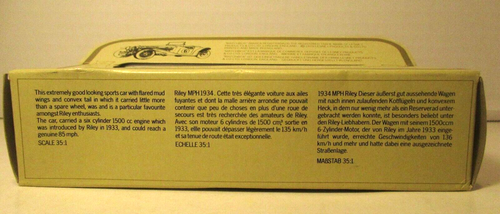 This extremely good looking sports car with flared mud
wings and convex tail in which it carried little more
than a spare wheel, was and is a particular favourite
amongst Riley enthusiasts.
The car, carried a six cylinder 1500 cc engine which
was introduced by Riley in 1933, and could reach a
genuine 85 mph.
SCALE 35:1
Riley MPH 1934. Cette très élégante voiture aux ailes
fuyantes et dont la malle arrière arrondie ne pouvait
contenir que peu de choses en plus d'une roue de
secours est très recherchée des amateurs de Riley.
Avec son moteur 6 cylindres de 1500 cm³ sortie en
1933, elle pouvait dépasser légèrement le 135 km/h
et sa tenue de route était exceptionnelle.
ECHELLE 35:1
1934 MPH Riley Dieser äußerst gut aussehende Wagen
mit nach innen zulaufenden Kotflügeln und konvexem
Heck, in dem nur wenig mehr als ein Reserverad unter-
gebracht werden konnte, ist besonders beliebt unter
den Riley-Liebhabern. Der Wagen mit seinem 1500ccm
6-Zylinder Motor, der von Riley im Jahre 1933 einge-
führt wurde, erreichte Geschwindigkeiten von 136
km/h und mehr und hatte dabei eine ausgezeichnete
Straßenlage.
MAßSTAB 35:1